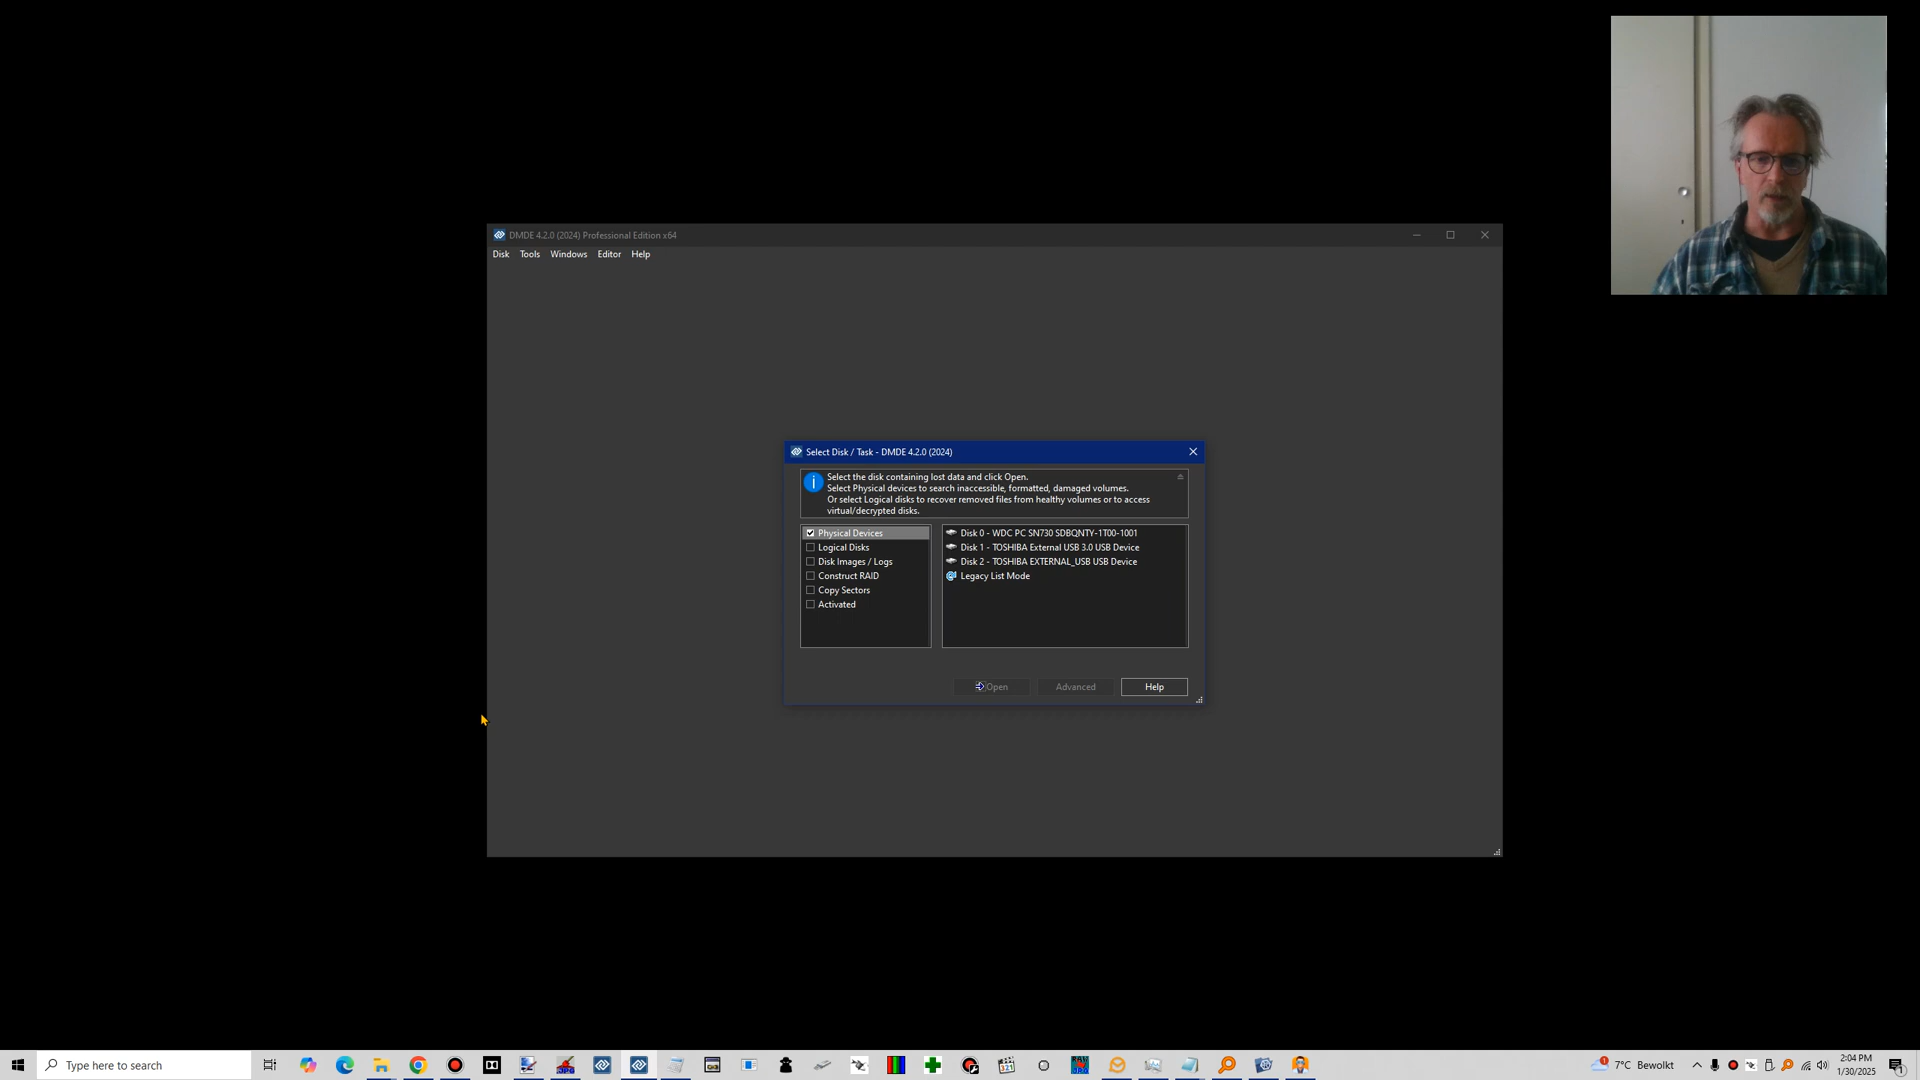 DMDE 4.2.0 (2024) Professional Edition x64
Disk Tools Windows Editor Help
Select Disk / Task - DMDE 4.2.0 (2024)
Select the disk containing lost data and click Open.
Select Physical devices to search inaccessible, formatted, damaged volumes.
Or select Logical disks to recover removed files from healthy volumes or to access
virtual/decrypted disks.
Physical Devices
Logical Disks
Disk Images / Logs
Construct RAID
Copy Sectors
Activated
Disk 0 - WDC PC SN730 SDBQNTY-1T00-1001
Disk 1 - TOSHIBA External USB 3.0 USB Device
Disk 2 - TOSHIBA EXTERNAL_USB USB Device
Legacy List Mode
Open Advanced Help
Type here to search
7°C Bewolkt
2:04 PM
1/30/2025